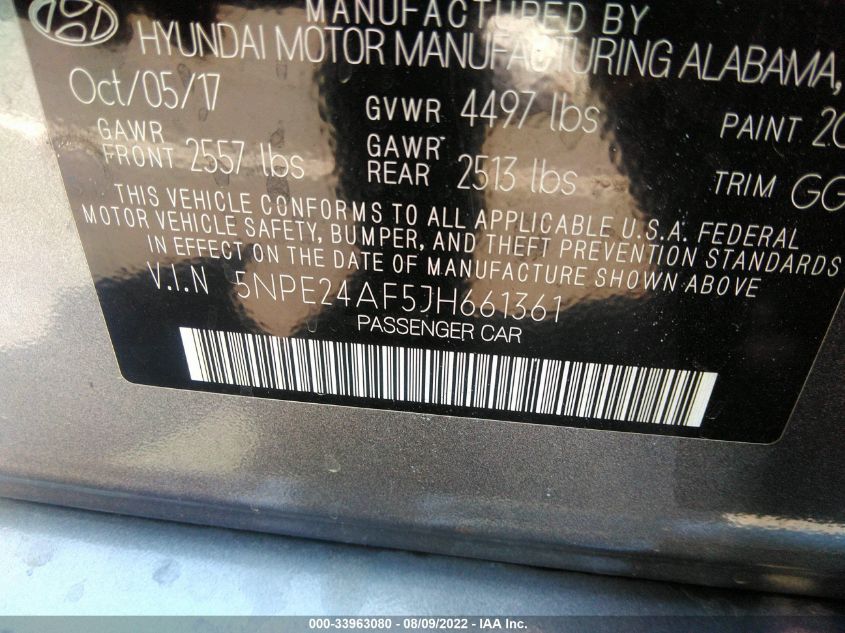 MANUFACTURED BY
HYUNDAI MOTOR MANUFACTURING ALABAMA,
Oct/05/17 GVWR 4497 lbs PAINT
GAWR FRONT 2557 lbs GAWR REAR 2513 lbs TRIM GG
THIS VEHICLE CONFORMS TO ALL APPLICABLE U.S.A. FEDERAL
MOTOR VEHICLE SAFETY, BUMPER, AND THEFT PREVENTION STANDARDS
IN EFFECT ON THE DATE OF MANUFACTURE SHOWN ABOVE
V.I.N 5NPE24AF5JH661361
PASSENGER CAR
000-33963080 - 08/09/2022 - IAA Inc.